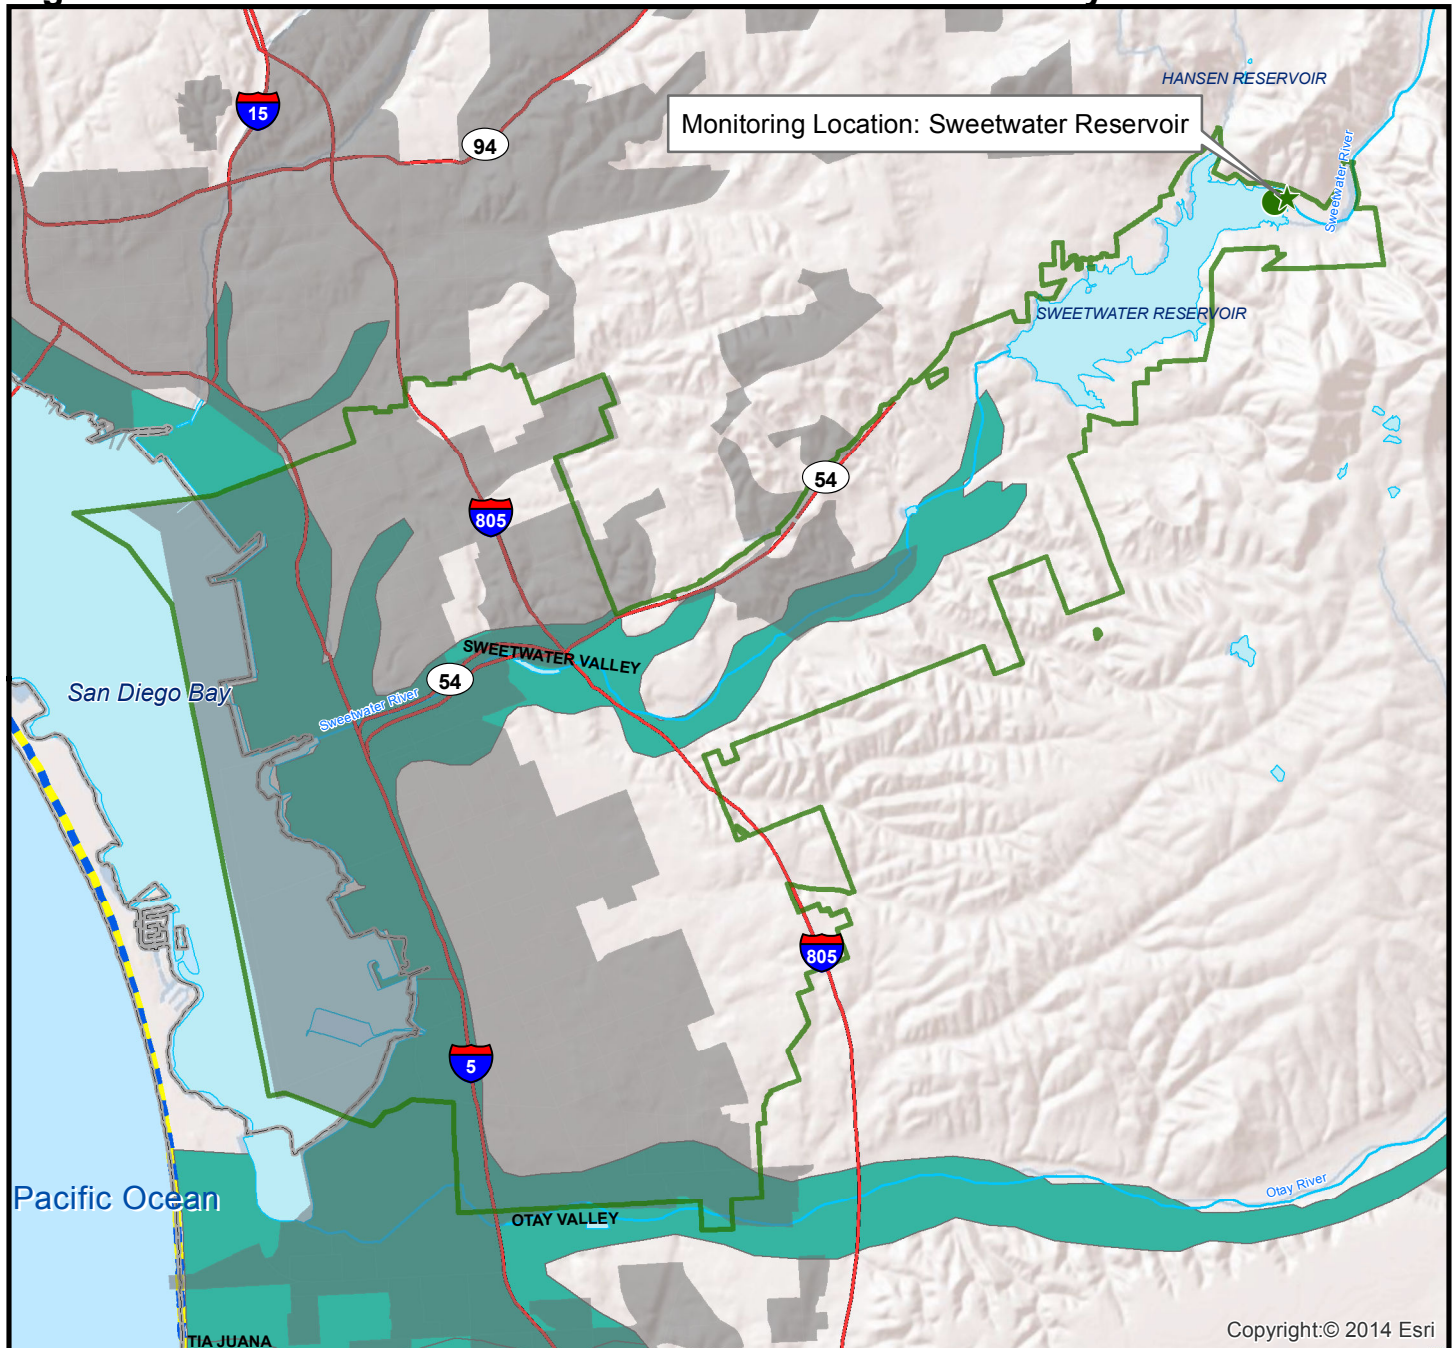 HANSEN RESERVOIR
15
Monitoring Location: Sweetwater Reservoir
94
Sweetwater River
SWEETWATER RESERVOIR
54
805
SWEETWATER VALLEY
54
San Diego Bay
Sweetwater River
805
5
Otay River
Pacific Ocean
OTAY VALLEY
Copyright:© 2014 Esri
TIA JUANA